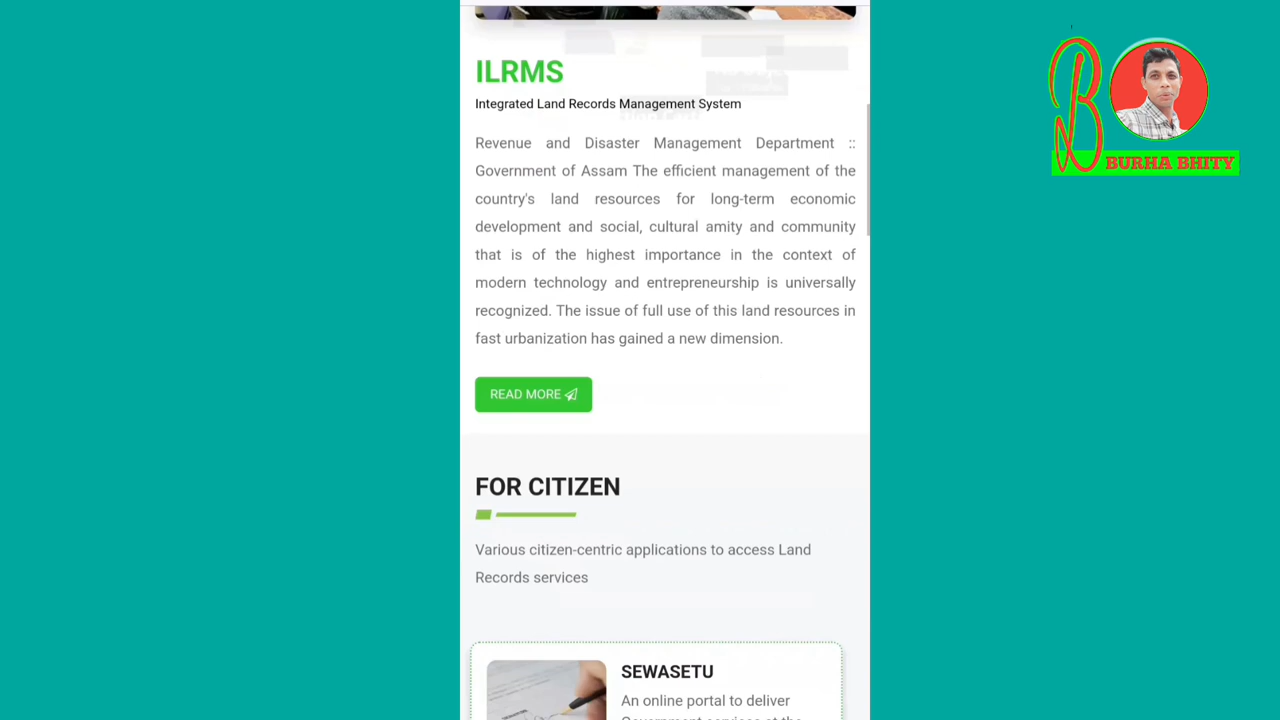 ILRMS
Integrated Land Records Management System
Revenue and Disaster Management Department ::
Government of Assam The efficient management of the
country's land resources for long-term economic
development and social, cultural amity and community
that is of the highest importance in the context of
modern technology and entrepreneurship is universally
recognized. The issue of full use of this land resources in
fast urbanization has gained a new dimension.
READ MORE
FOR CITIZEN
Various citizen-centric applications to access Land
Records services
SEWASETU
An online portal to deliver
B
BURHA BHITY